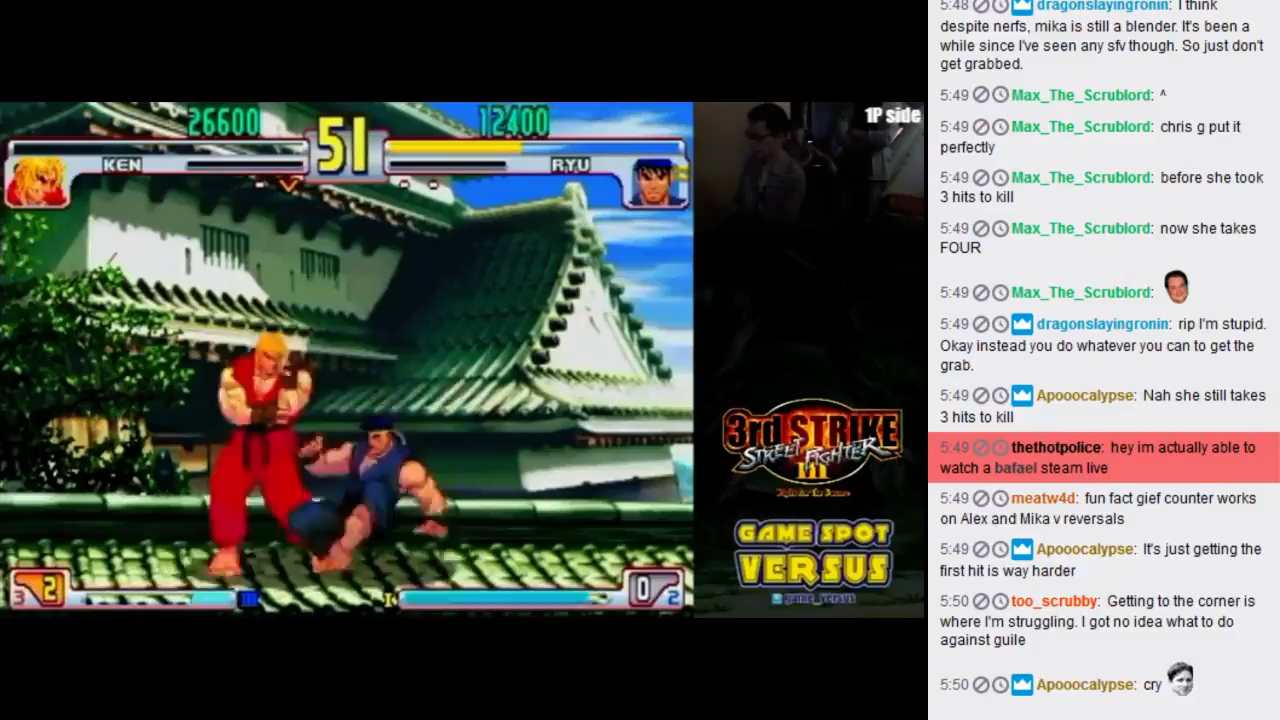 26600
51
12400
KEN
RYU
3
2
III
I
0
2
1P side
3rd STRIKE
STREET FIGHTER
III
Fight for the Future
GAME SPOT
VERSUS
game_versus
5:48 dragonslayingronin: I think
despite nerfs, mika is still a blender. It's been a
while since I've seen any sfv though. So just don't
get grabbed.
5:49 Max_The_Scrublord: ^
5:49 Max_The_Scrublord: chris g put it
perfectly
5:49 Max_The_Scrublord: before she took
3 hits to kill
5:49 Max_The_Scrublord: now she takes
FOUR
5:49 Max_The_Scrublord:
5:49 dragonslayingronin: rip I'm stupid.
Okay instead you do whatever you can to get the
grab.
5:49 Apooocalypse: Nah she still takes
3 hits to kill
5:49 thethotpolice: hey im actually able to
watch a bafael steam live
5:49 meatw4d: fun fact gief counter works
on Alex and Mika v reversals
5:49 Apooocalypse: It's just getting the
first hit is way harder
5:50 too_scrubby: Getting to the corner is
where I'm struggling. I got no idea what to do
against guile
5:50 Apooocalypse: cry